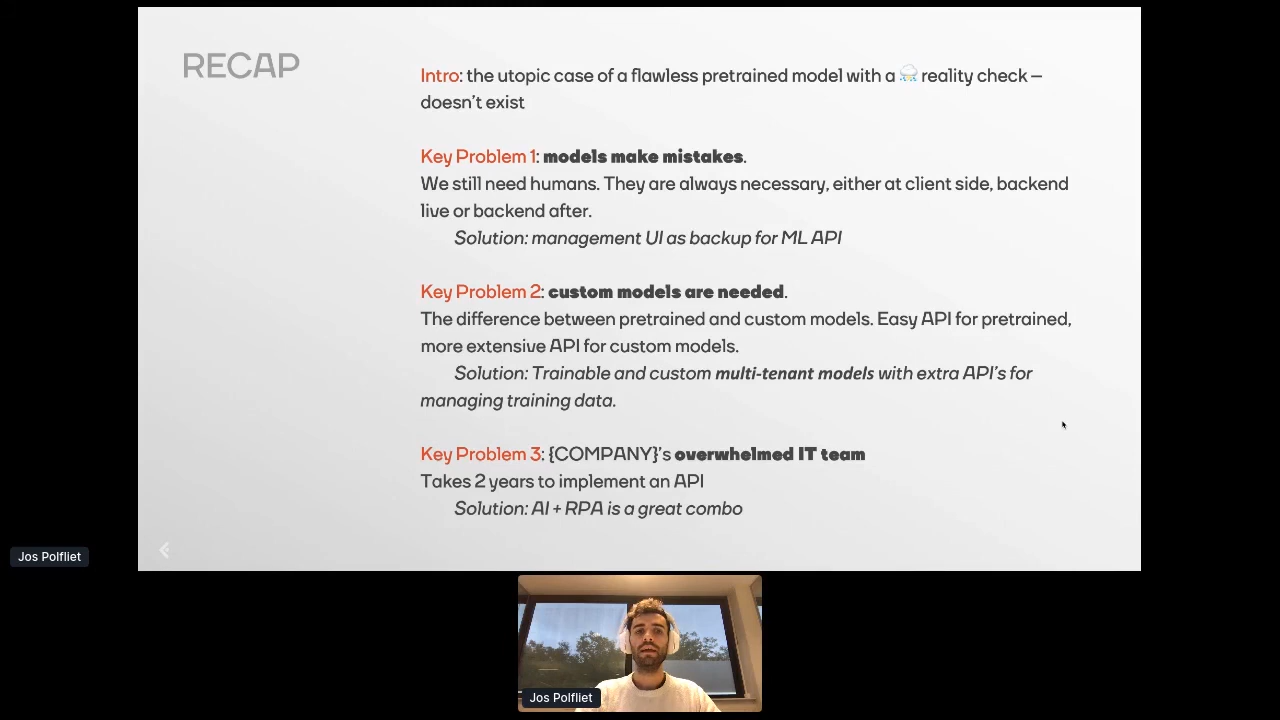 RECAP
Intro: the utopic case of a flawless pretrained model with a 🌧️ reality check –
doesn't exist
Key Problem 1: models make mistakes.
We still need humans. They are always necessary, either at client side, backend
live or backend after.
Solution: management UI as backup for ML API
Key Problem 2: custom models are needed.
The difference between pretrained and custom models. Easy API for pretrained,
more extensive API for custom models.
Solution: Trainable and custom multi-tenant models with extra API's for
managing training data.
Key Problem 3: {COMPANY}'s overwhelmed IT team
Takes 2 years to implement an API
Solution: AI + RPA is a great combo
Jos Polfliet
Jos Polfliet